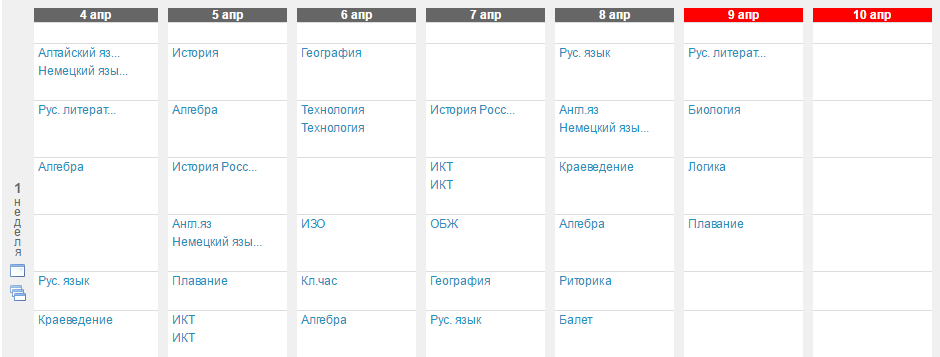 4 апр 5 апр 6 апр 7 апр 8 апр 9 апр 10 апр
Алтайский яз... История География Рус. язык Рус. литерат...
Немецкий язы...
Рус. литерат... Алгебра Технология История Росс... Англ.яз Биология
Технология Немецкий язы...
Алгебра История Росс... ИКТ Краеведение Логика
ИКТ
Англ.яз ИЗО ОБЖ Алгебра Плавание
Немецкий язы...
Рус. язык Плавание Кл.час География Риторика
Краеведение ИКТ Алгебра Рус. язык Балет
ИКТ
1 неделя